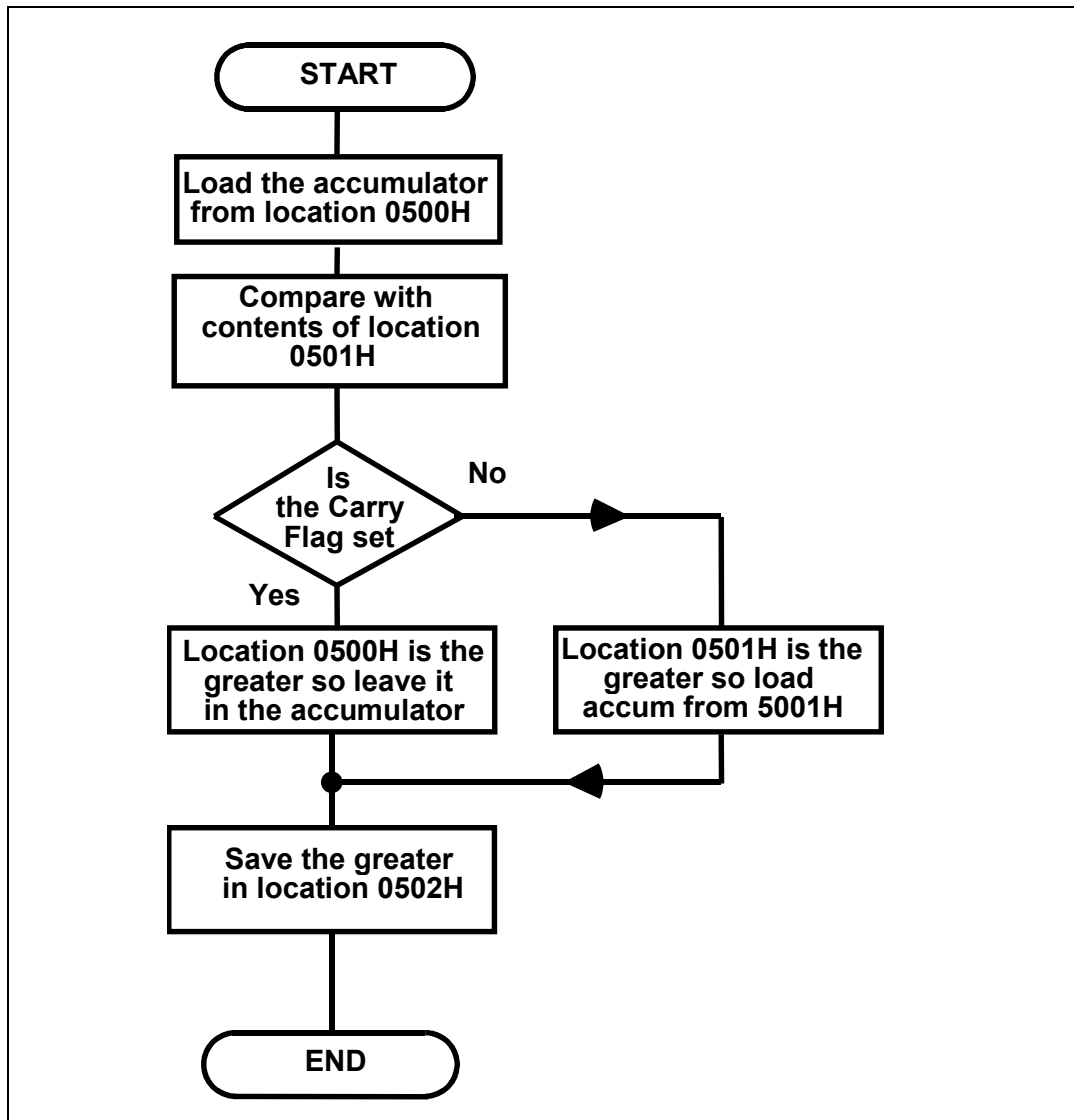 START
Load the accumulator
from location 0500H
Compare with
contents of location
0501H
Is
the Carry
Flag set
No
Yes
Location 0500H is the
greater so leave it
in the accumulator
Location 0501H is the
greater so load
accum from 5001H
Save the greater
in location 0502H
END